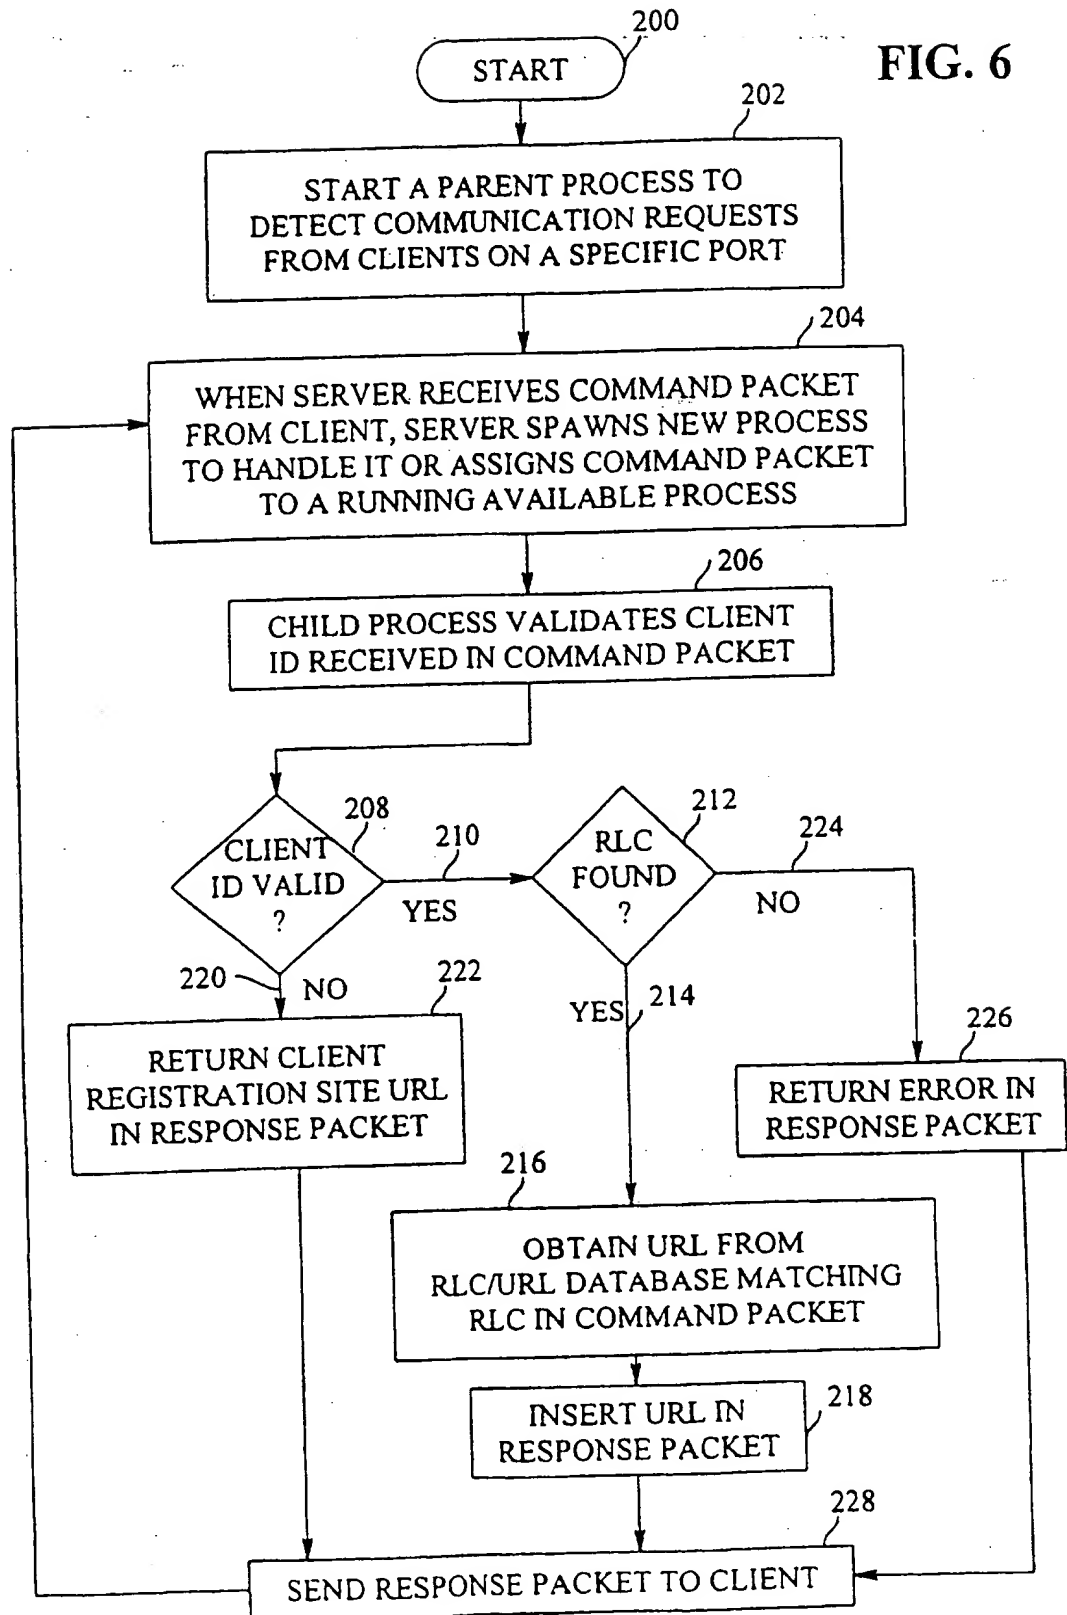 200
FIG. 6
START
202
START A PARENT PROCESS TO
DETECT COMMUNICATION REQUESTS
FROM CLIENTS ON A SPECIFIC PORT
204
WHEN SERVER RECEIVES COMMAND PACKET
FROM CLIENT, SERVER SPAWNS NEW PROCESS
TO HANDLE IT OR ASSIGNS COMMAND PACKET
TO A RUNNING AVAILABLE PROCESS
206
CHILD PROCESS VALIDATES CLIENT
ID RECEIVED IN COMMAND PACKET
208
CLIENT
ID VALID
?
210
YES
212
RLC
FOUND
?
224
NO
220
NO
222
RETURN CLIENT
REGISTRATION SITE URL
IN RESPONSE PACKET
YES
214
226
RETURN ERROR IN
RESPONSE PACKET
216
OBTAIN URL FROM
RLC/URL DATABASE MATCHING
RLC IN COMMAND PACKET
218
INSERT URL IN
RESPONSE PACKET
228
SEND RESPONSE PACKET TO CLIENT